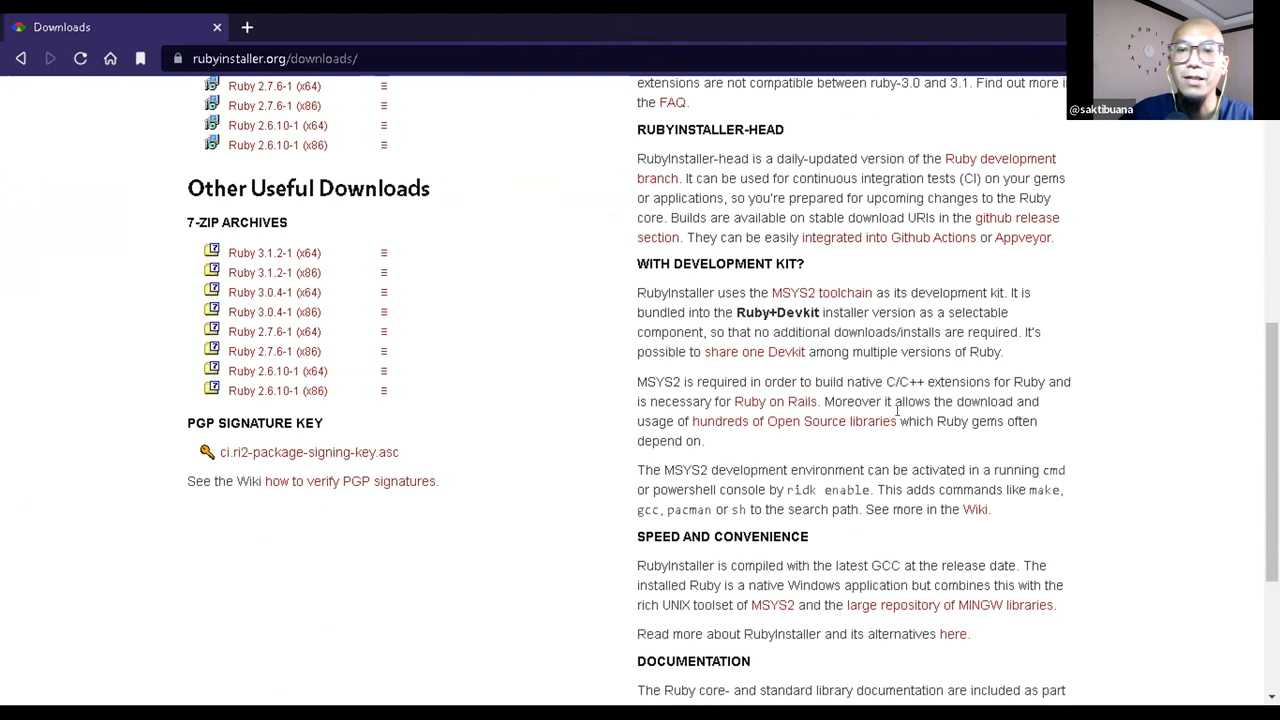 Downloads
rubyinstaller.org/downloads/
@saktibuana
Ruby 2.7.6-1 (x64)
Ruby 2.7.6-1 (x86)
Ruby 2.6.10-1 (x64)
Ruby 2.6.10-1 (x86)
Other Useful Downloads
7-ZIP ARCHIVES
Ruby 3.1.2-1 (x64)
Ruby 3.1.2-1 (x86)
Ruby 3.0.4-1 (x64)
Ruby 3.0.4-1 (x86)
Ruby 2.7.6-1 (x64)
Ruby 2.7.6-1 (x86)
Ruby 2.6.10-1 (x64)
Ruby 2.6.10-1 (x86)
PGP SIGNATURE KEY
ci.ri2-package-signing-key.asc
See the Wiki how to verify PGP signatures.
extensions are not compatible between ruby-3.0 and 3.1. Find out more i
the FAQ.
RUBYINSTALLER-HEAD
RubyInstaller-head is a daily-updated version of the Ruby development
branch. It can be used for continuous integration tests (CI) on your gems
or applications, so you're prepared for upcoming changes to the Ruby
core. Builds are available on stable download URIs in the github release
section. They can be easily integrated into Github Actions or Appveyor.
WITH DEVELOPMENT KIT?
RubyInstaller uses the MSYS2 toolchain as its development kit. It is
bundled into the Ruby+Devkit installer version as a selectable
component, so that no additional downloads/installs are required. It's
possible to share one Devkit among multiple versions of Ruby.
MSYS2 is required in order to build native C/C++ extensions for Ruby and
is necessary for Ruby on Rails. Moreover it allows the download and
usage of hundreds of Open Source libraries which Ruby gems often
depend on.
The MSYS2 development environment can be activated in a running cmd
or powershell console by ridk enable. This adds commands like make,
gcc, pacman or sh to the search path. See more in the Wiki.
SPEED AND CONVENIENCE
RubyInstaller is compiled with the latest GCC at the release date. The
installed Ruby is a native Windows application but combines this with the
rich UNIX toolset of MSYS2 and the large repository of MINGW libraries.
Read more about RubyInstaller and its alternatives here.
DOCUMENTATION
The Ruby core- and standard library documentation are included as part